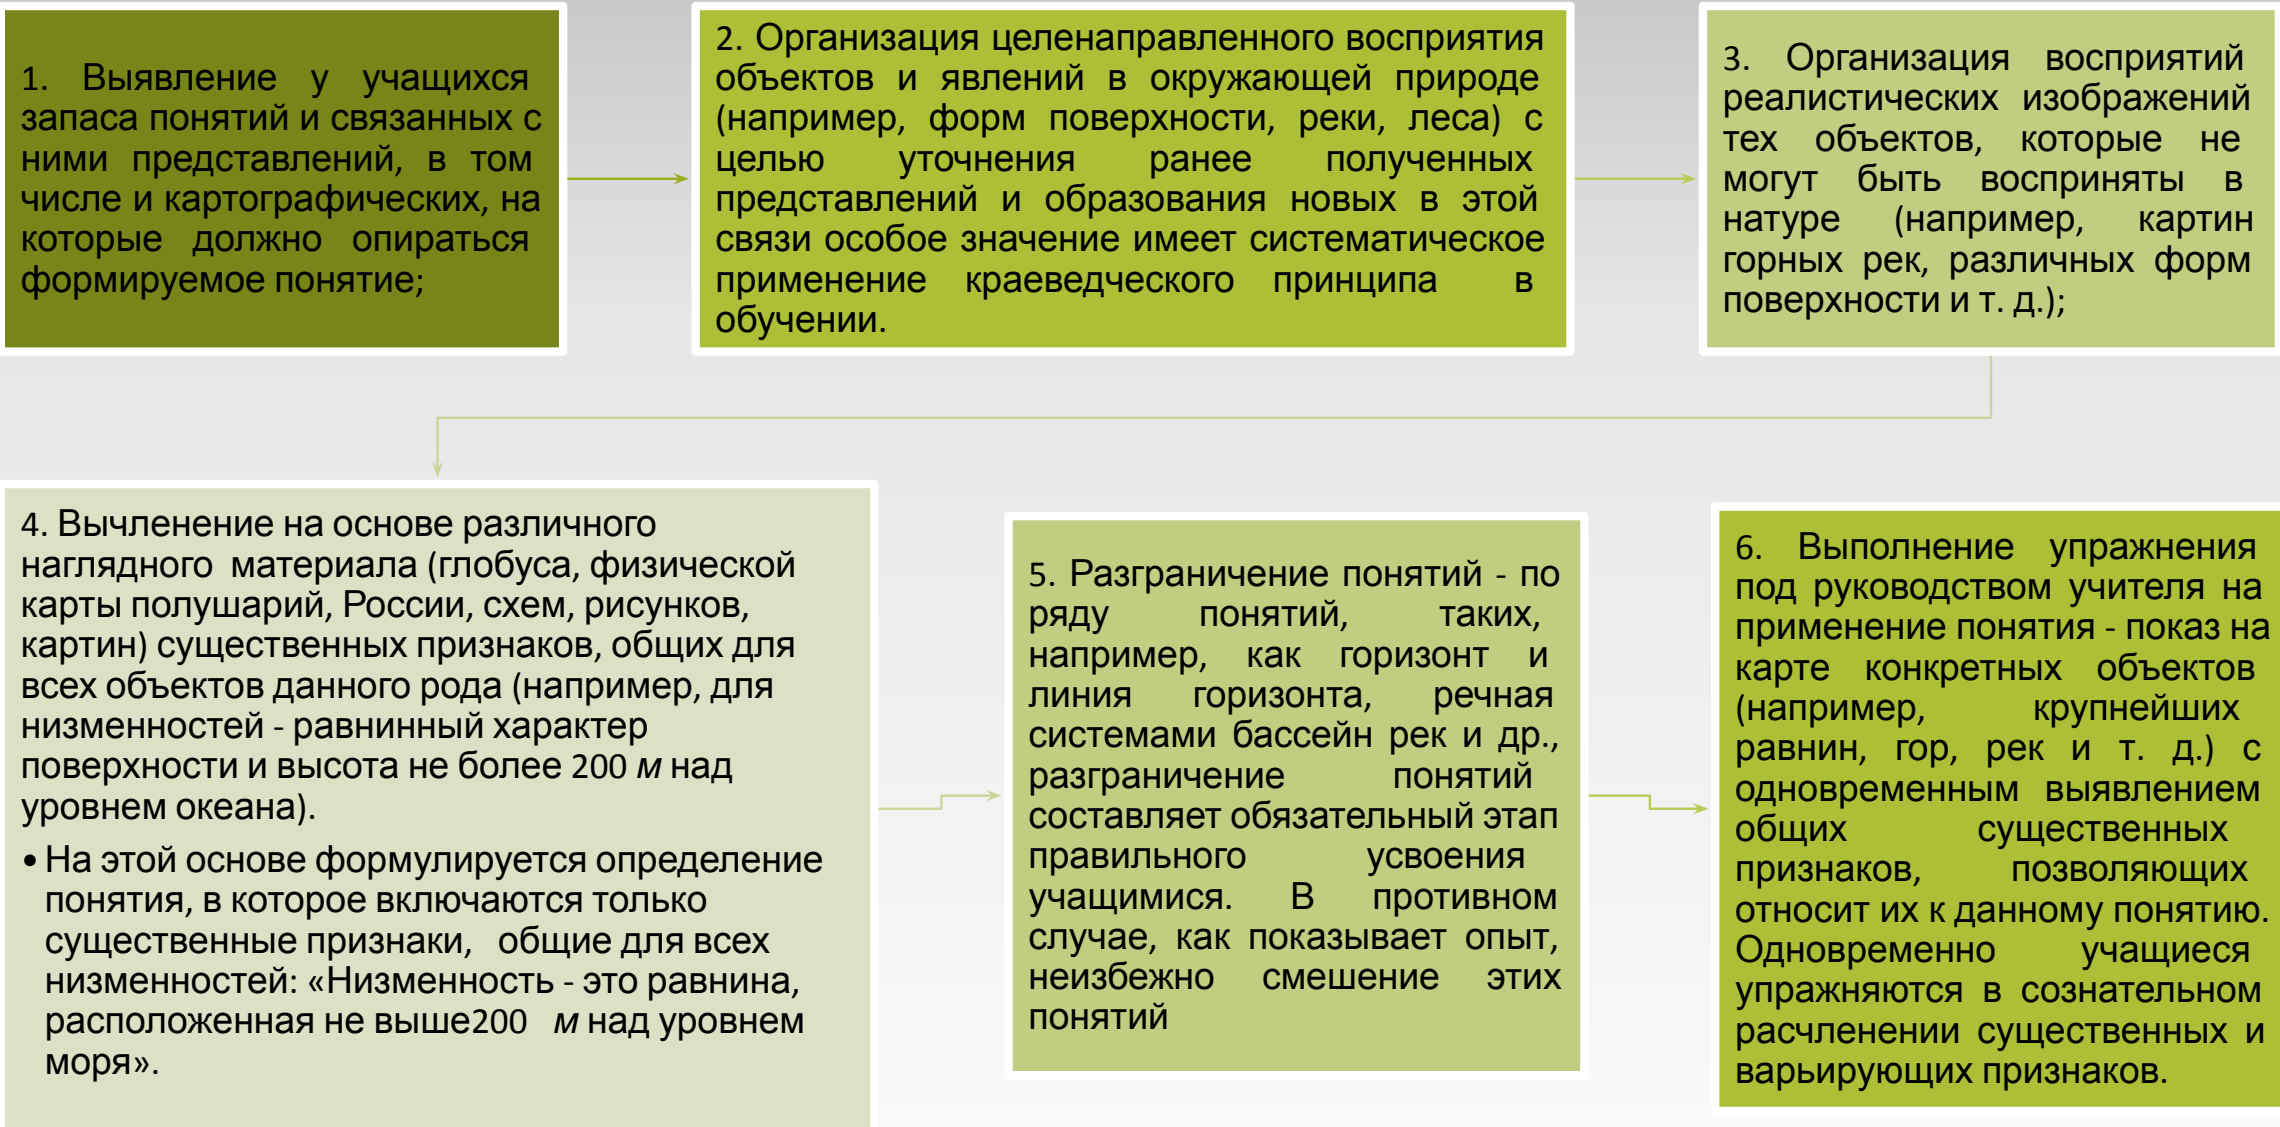 1. Выявление у учащихся
запаса понятий и связанных с
ними представлений, в том
числе и картографических, на
которые должно опираться
формируемое понятие;
2. Организация целенаправленного восприятия
объектов и явлений в окружающей природе
(например, форм поверхности, реки, леса) с
целью уточнения ранее полученных
представлений и образования новых в этой
связи особое значение имеет систематическое
применение краеведческого принципа в
обучении.
3. Организация восприятий
реалистических изображений
тех объектов, которые не
могут быть восприняты в
натуре (например, картин
горных рек, различных форм
поверхности и т. д.);
4. Вычленение на основе различного
наглядного материала (глобуса, физической
карты полушарий, России, схем, рисунков,
картин) существенных признаков, общих для
всех объектов данного рода (например, для
низменностей - равнинный характер
поверхности и высота не более 200 м над
уровнем океана).
• На этой основе формулируется определение
понятия, в которое включаются только
существенные признаки, общие для всех
низменностей: «Низменность - это равнина,
расположенная не выше200 м над уровнем
моря».
5. Разграничение понятий - по
ряду понятий, таких,
например, как горизонт и
линия горизонта, речная
системами бассейн рек и др.,
разграничение понятий
составляет обязательный этап
правильного усвоения
учащимися. В противном
случае, как показывает опыт,
неизбежно смешение этих
понятий
6. Выполнение упражнения
под руководством учителя на
применение понятия - показ на
карте конкретных объектов
(например, крупнейших
равнин, гор, рек и т. д.) с
одновременным выявлением
общих существенных
признаков, позволяющих
относит их к данному понятию.
Одновременно учащиеся
упражняются в сознательном
расчленении существенных и
варьирующих признаков.